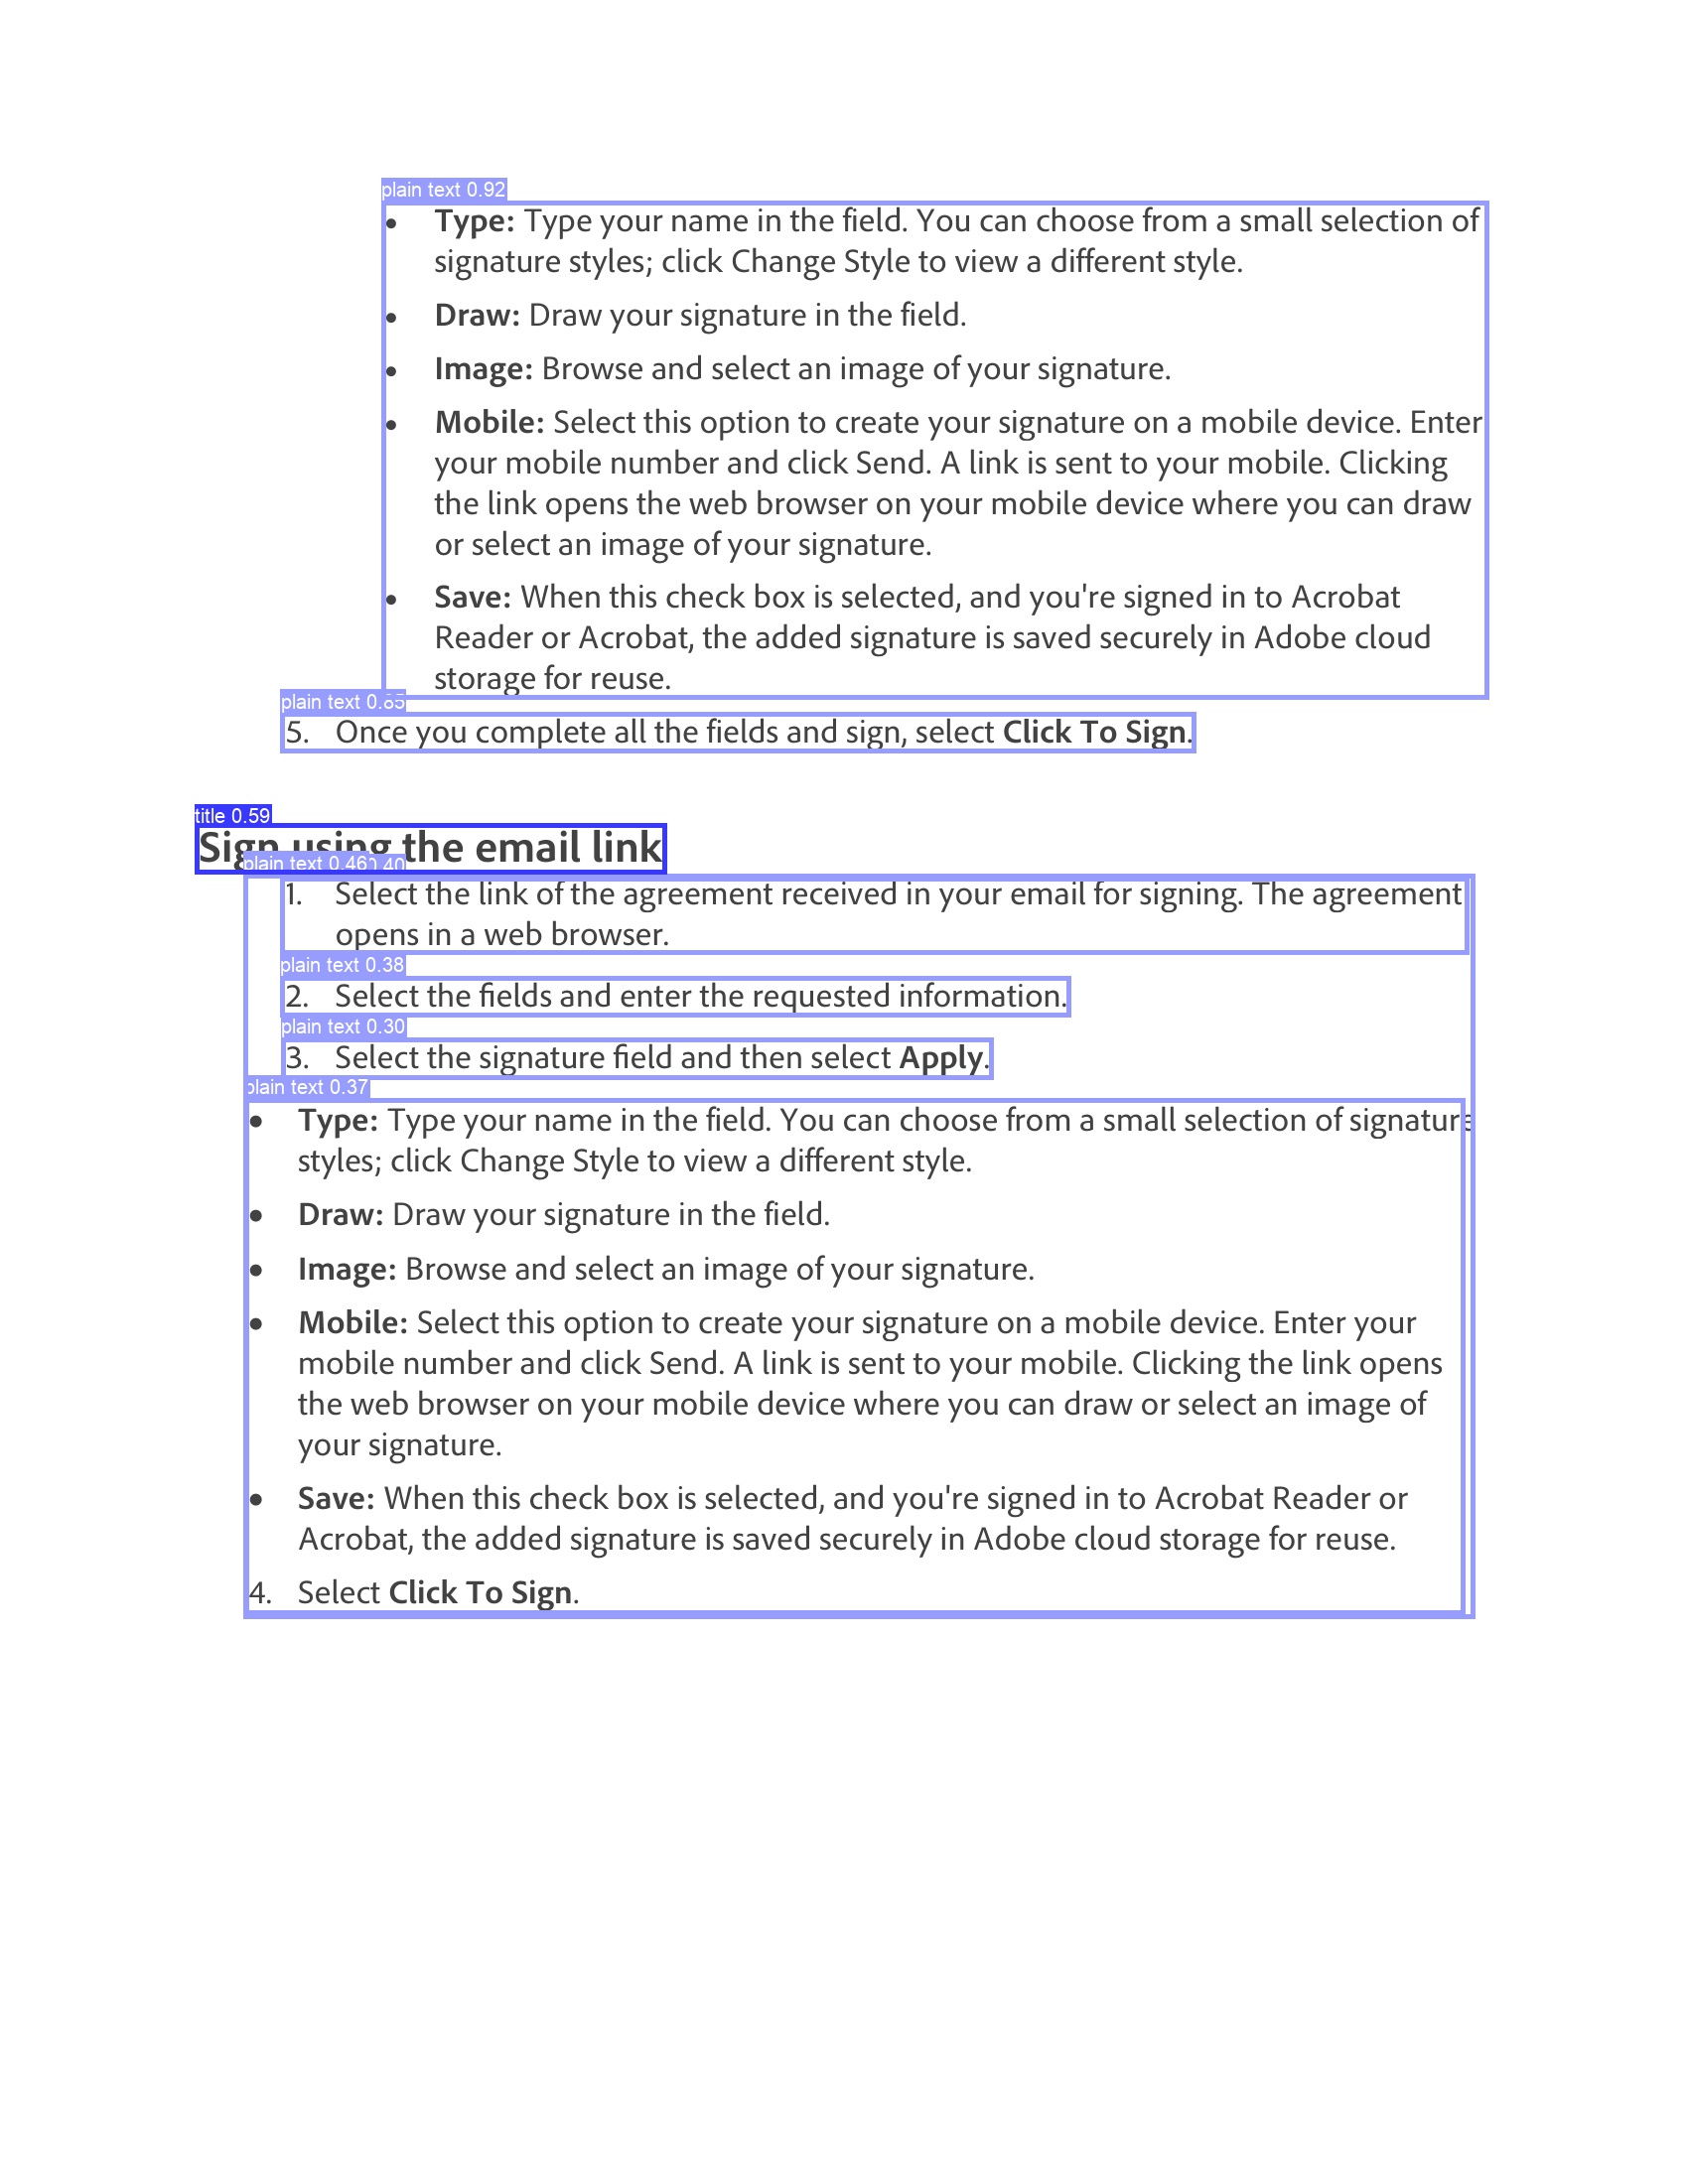 plain text 0.92
• Type: Type your name in the field. You can choose from a small selection of
signature styles; click Change Style to view a different style.
• Draw: Draw your signature in the field.
• Image: Browse and select an image of your signature.
• Mobile: Select this option to create your signature on a mobile device. Enter
your mobile number and click Send. A link is sent to your mobile. Clicking
the link opens the web browser on your mobile device where you can draw
or select an image of your signature.
• Save: When this check box is selected, and you're signed in to Acrobat
Reader or Acrobat, the added signature is saved securely in Adobe cloud
storage for reuse.
plain text 0.85
5. Once you complete all the fields and sign, select Click To Sign.
title 0.59
Sign using the email link
plain text 0.46 0.40
1. Select the link of the agreement received in your email for signing. The agreement
opens in a web browser.
plain text 0.38
2. Select the fields and enter the requested information.
plain text 0.30
3. Select the signature field and then select Apply.
plain text 0.37
• Type: Type your name in the field. You can choose from a small selection of signature
styles; click Change Style to view a different style.
• Draw: Draw your signature in the field.
• Image: Browse and select an image of your signature.
• Mobile: Select this option to create your signature on a mobile device. Enter your
mobile number and click Send. A link is sent to your mobile. Clicking the link opens
the web browser on your mobile device where you can draw or select an image of
your signature.
• Save: When this check box is selected, and you're signed in to Acrobat Reader or
Acrobat, the added signature is saved securely in Adobe cloud storage for reuse.
4. Select Click To Sign.